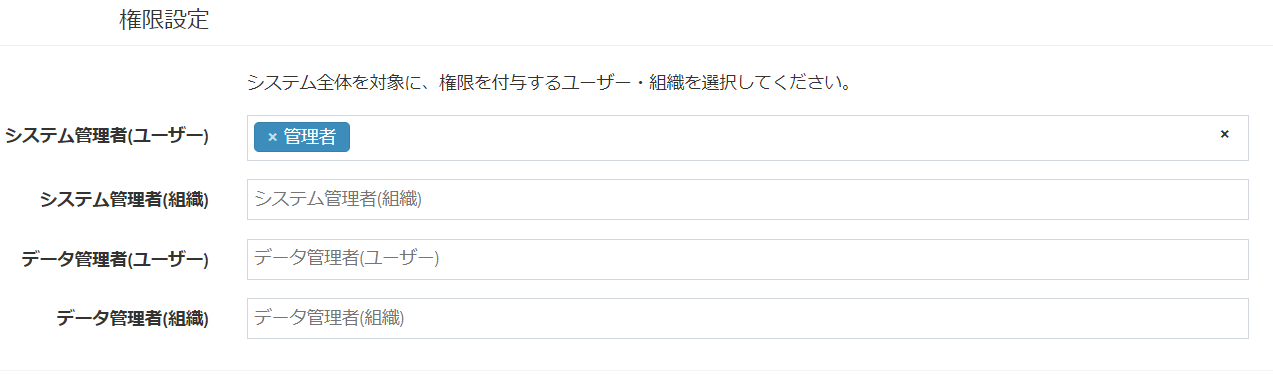 権限設定
システム全体を対象に、権限を付与するユーザー・組織を選択してください。
システム管理者(ユーザー) × 管理者 ×
システム管理者(組織) システム管理者(組織)
データ管理者(ユーザー) データ管理者(ユーザー)
データ管理者(組織) データ管理者(組織)